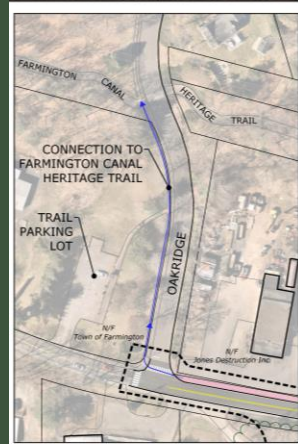 FARMINGTON
CANAL
HERITAGE
TRAIL
CONNECTION TO
FARMINGTON CANAL
HERITAGE TRAIL
TRAIL
PARKING
LOT
OAKRIDGE
N/F
Town of Farmington
N/F
Jones Destruction Inc.